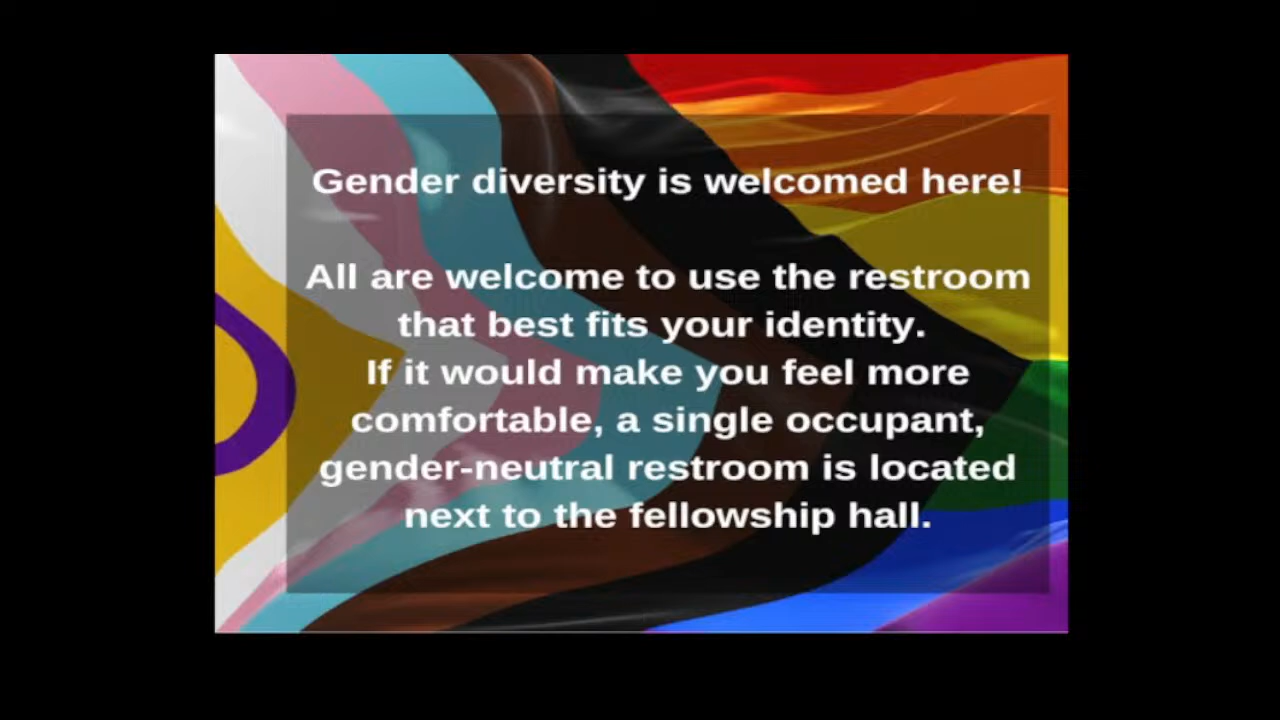 Gender diversity is welcomed here!
All are welcome to use the restroom
that best fits your identity.
If it would make you feel more
comfortable, a single occupant,
gender-neutral restroom is located
next to the fellowship hall.